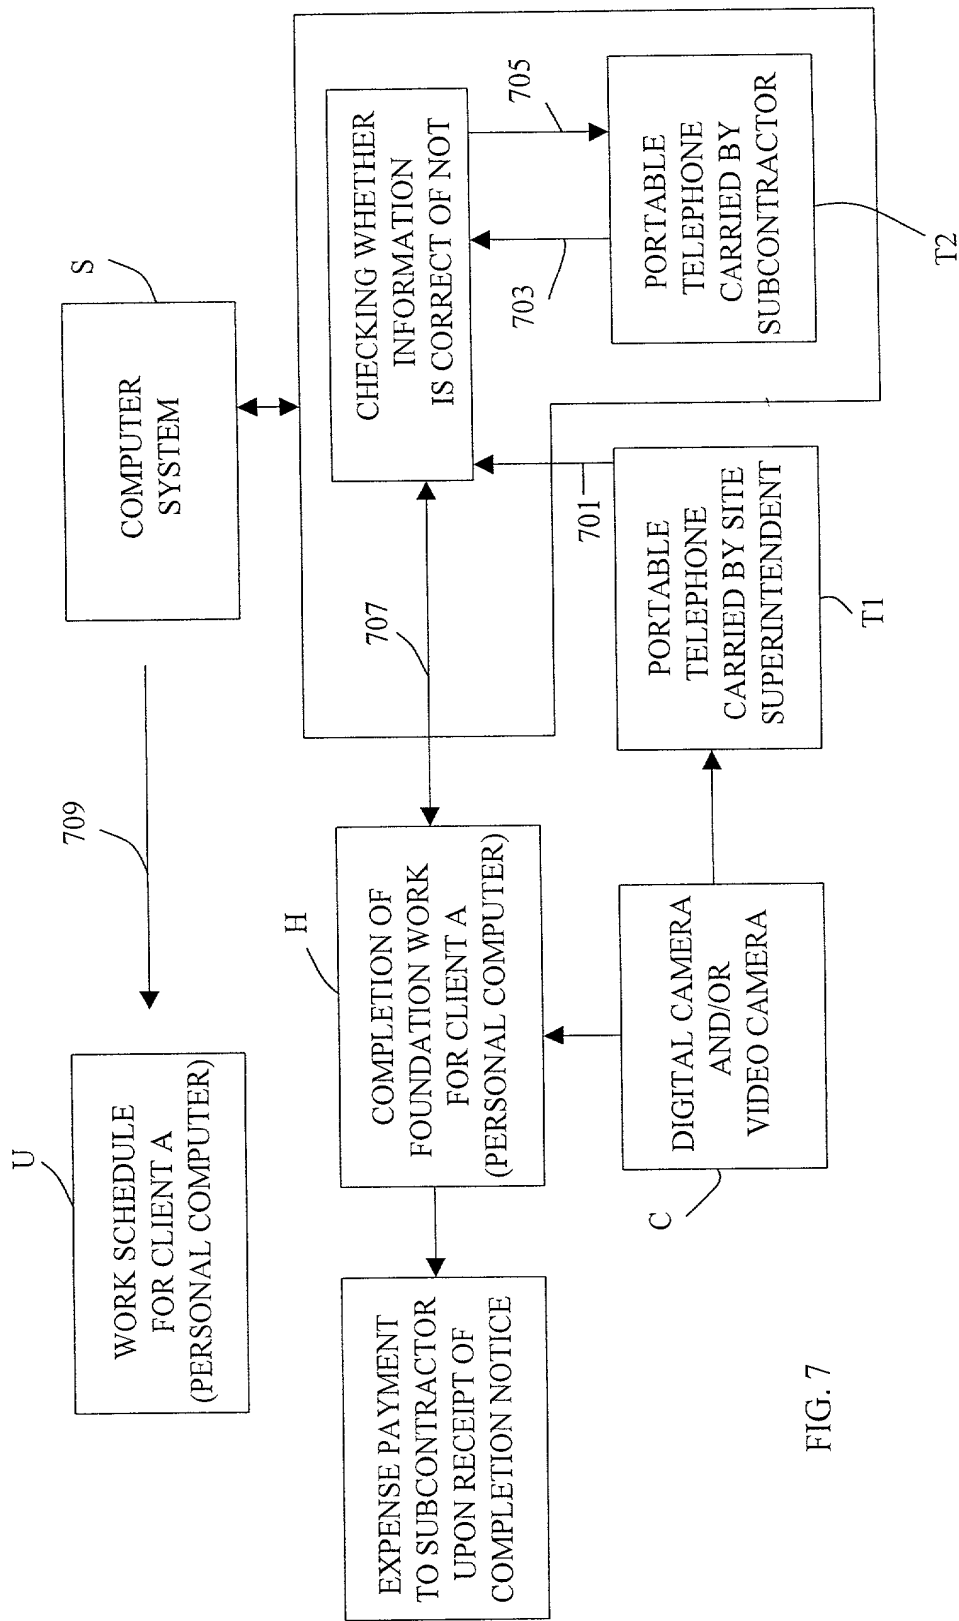 U
WORK SCHEDULE
FOR CLIENT A
(PERSONAL COMPUTER)
709
S
COMPUTER
SYSTEM
EXPENSE PAYMENT
TO SUBCONTRACTOR
UPON RECEIPT OF
COMPLETION NOTICE
H
COMPLETION OF
FOUNDATION WORK
FOR CLIENT A
(PERSONAL COMPUTER)
707
CHECKING WHETHER
INFORMATION
IS CORRECT OF NOT
701
703
705
C
DIGITAL CAMERA
AND/OR
VIDEO CAMERA
PORTABLE
TELEPHONE
CARRIED BY SITE
SUPERINTENDENT
T1
PORTABLE
TELEPHONE
CARRIED BY
SUBCONTRACTOR
T2
FIG. 7